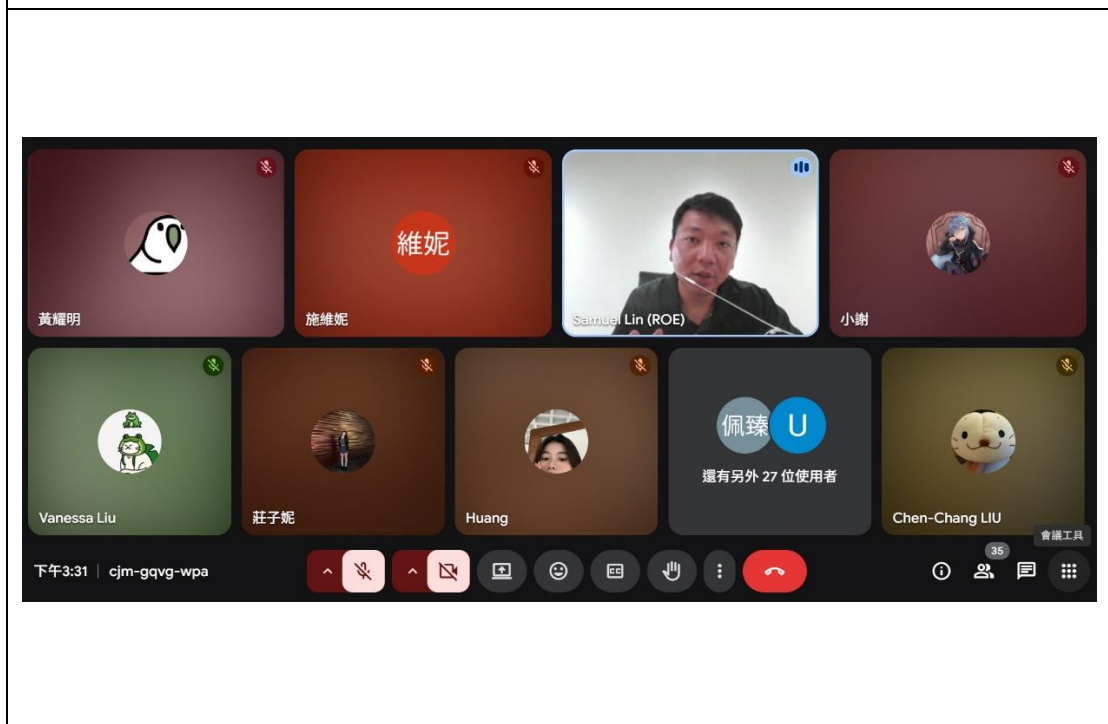 黃耀明
維妮
施維妮
Samuel Lin (ROE)
小謝
Vanessa Liu
莊子妮
Huang
佩臻 U
還有另外 27 位使用者
Chen-Chang LIU
會議工具
下午3:31 | cjm-gqvg-wpa
CC
35